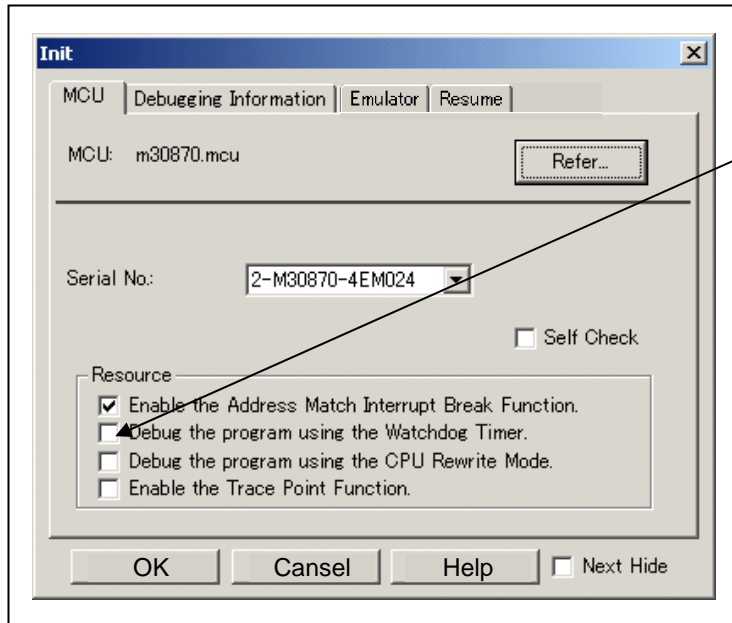 Init
MCU Debugging Information Emulator Resume
MCU: m30870.mcu Refer...
Serial No.: 2-M30870-4EM024
Self Check
Resource
Enable the Address Match Interrupt Break Function.
Debug the program using the Watchdog Timer.
Debug the program using the CPU Rewrite Mode.
Enable the Trace Point Function.
OK Cansel Help Next Hide